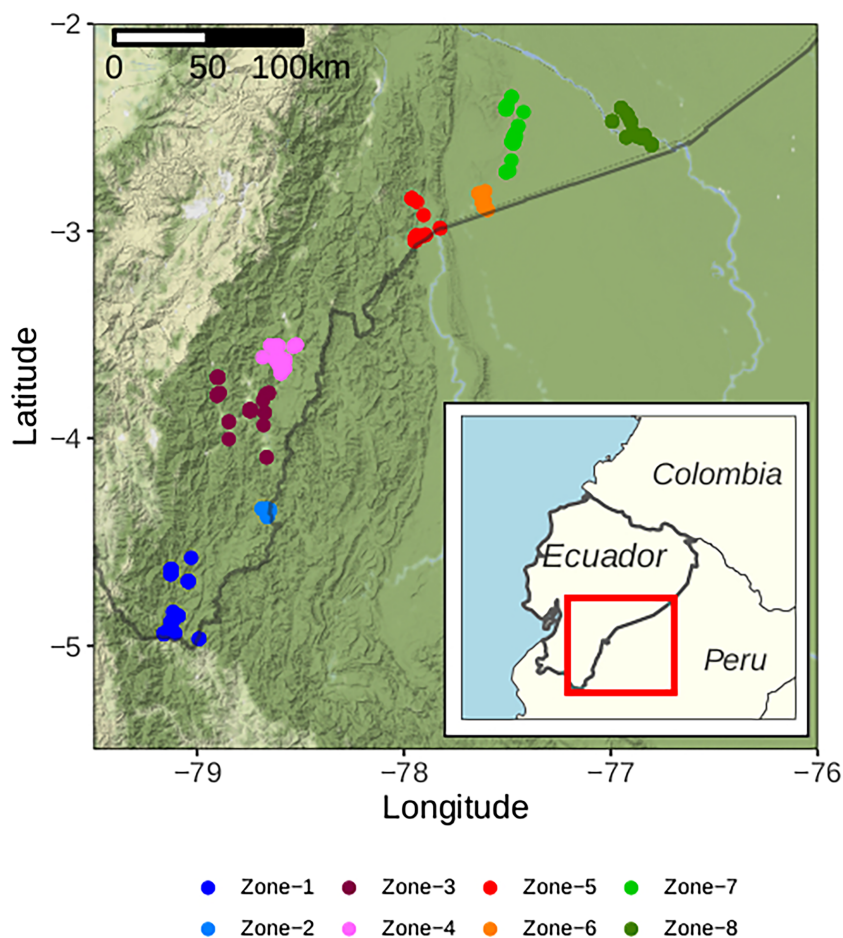 −2
0 50 100km
−3
−4
−5
Latitude
Colombia
Ecuador
Peru
−79 −78 −77 −76
Longitude
Zone−1 Zone−3 Zone−5 Zone−7
Zone−2 Zone−4 Zone−6 Zone−8